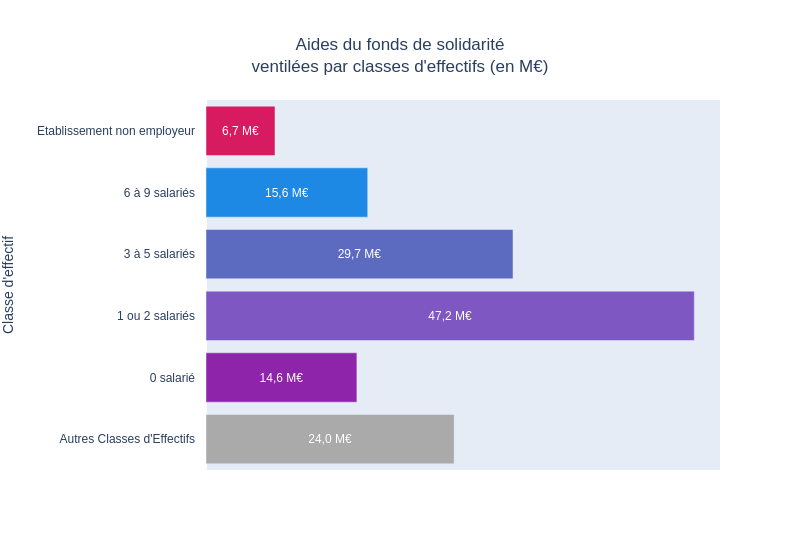 Aides du fonds de solidarité
ventilées par classes d'effectifs (en M€)
Classe d'effectif
Etablissement non employeur
6,7 M€
6 à 9 salariés
15,6 M€
3 à 5 salariés
29,7 M€
1 ou 2 salariés
47,2 M€
0 salarié
14,6 M€
Autres Classes d'Effectifs
24,0 M€